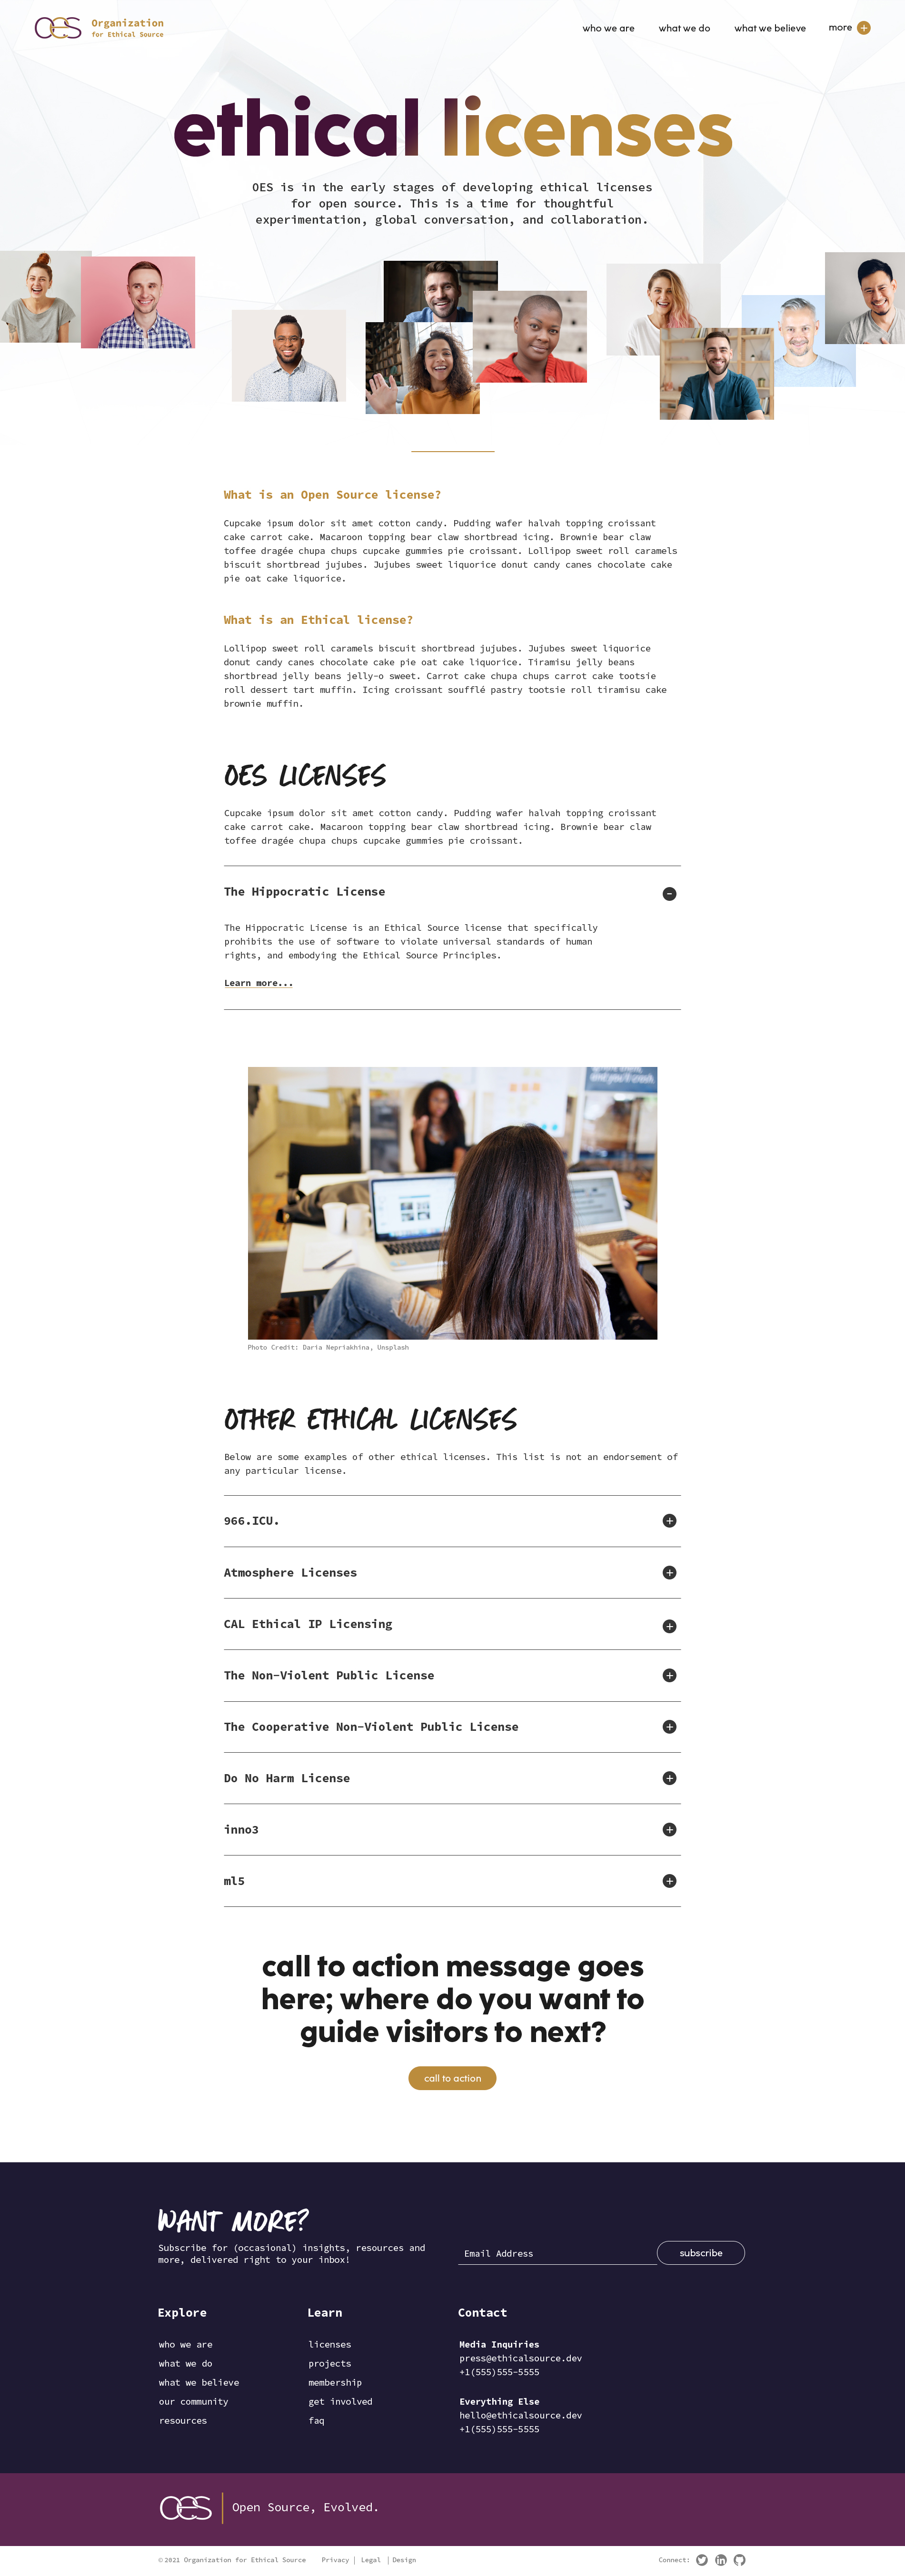 OES Organization
for Ethical Source
who we are
what we do
what we believe
more
ethical licenses
OES is in the early stages of developing ethical licenses
for open source. This is a time for thoughtful
experimentation, global conversation, and collaboration.
What is an Open Source license?
Cupcake ipsum dolor sit amet cotton candy. Pudding wafer halvah topping croissant
cake carrot cake. Macaroon topping bear claw shortbread icing. Brownie bear claw
toffee dragée chupa chups cupcake gummies pie croissant. Lollipop sweet roll caramels
biscuit shortbread jujubes. Jujubes sweet liquorice donut candy canes chocolate cake
pie oat cake liquorice.
What is an Ethical license?
Lollipop sweet roll caramels biscuit shortbread jujubes. Jujubes sweet liquorice
donut candy canes chocolate cake pie oat cake liquorice. Tiramisu jelly beans
shortbread jelly beans jelly-o sweet. Carrot cake chupa chups carrot cake tootsie
roll dessert tart muffin. Icing croissant soufflé pastry tootsie roll tiramisu cake
brownie muffin.
OES LICENSES
Cupcake ipsum dolor sit amet cotton candy. Pudding wafer halvah topping croissant
cake carrot cake. Macaroon topping bear claw shortbread icing. Brownie bear claw
toffee dragée chupa chups cupcake gummies pie croissant.
The Hippocratic License
The Hippocratic License is an Ethical Source license that specifically
prohibits the use of software to violate universal standards of human
rights, and embodying the Ethical Source Principles.
Learn more...
Photo Credit: Daria Nepriakhina, Unsplash
OTHER ETHICAL LICENSES
Below are some examples of other ethical licenses. This list is not an endorsement of
any particular license.
966.ICU.
Atmosphere Licenses
CAL Ethical IP Licensing
The Non-Violent Public License
The Cooperative Non-Violent Public License
Do No Harm License
inno3
ml5
call to action message goes
here; where do you want to
guide visitors to next?
call to action
WANT MORE?
Subscribe for (occasional) insights, resources and
more, delivered right to your inbox!
Email Address
subscribe
Explore
who we are
what we do
what we believe
our community
resources
Learn
licenses
projects
membership
get involved
faq
Contact
Media Inquiries
press@ethicalsource.dev
+1(555)555-5555
Everything Else
hello@ethicalsource.dev
+1(555)555-5555
OES Open Source, Evolved.
© 2021 Organization for Ethical Source Privacy | Legal | Design
Connect: